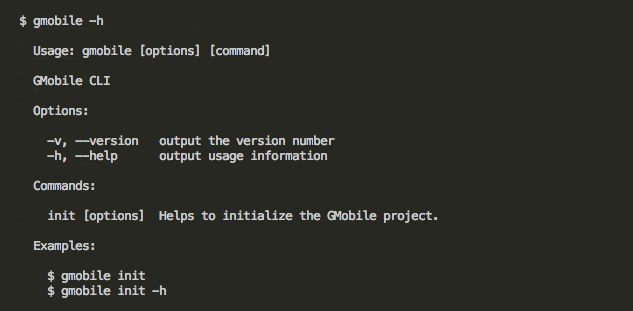 $ gmobile -h
Usage: gmobile [options] [command]
GMobile CLI
Options:
-v, --version   output the version number
-h, --help      output usage information
Commands:
init [options]  Helps to initialize the GMobile project.
Examples:
$ gmobile init
$ gmobile init -h